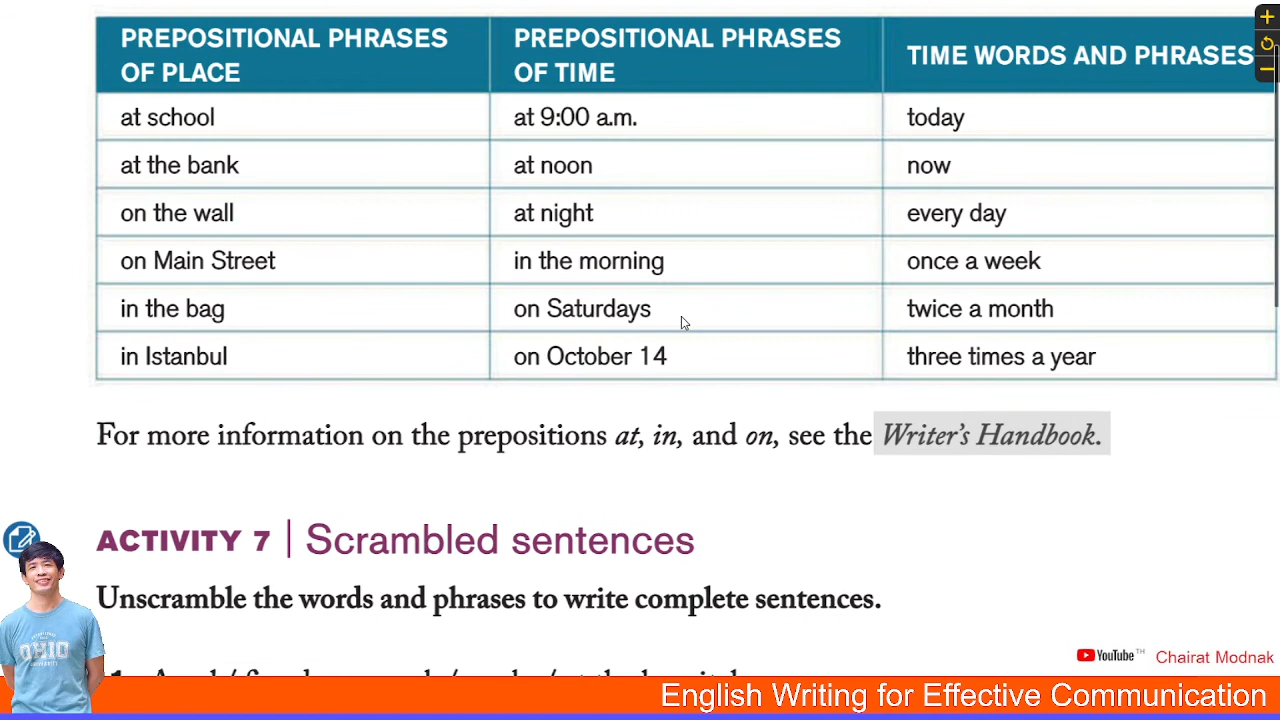 PREPOSITIONAL PHRASES OF PLACE | PREPOSITIONAL PHRASES OF TIME | TIME WORDS AND PHRASES
at school | at 9:00 a.m. | today
at the bank | at noon | now
on the wall | at night | every day
on Main Street | in the morning | once a week
in the bag | on Saturdays | twice a month
in Istanbul | on October 14 | three times a year
For more information on the prepositions at, in, and on, see the Writer's Handbook.
ACTIVITY 7 | Scrambled sentences
Unscramble the words and phrases to write complete sentences.
OHIO
YouTube TH Chairat Modnak
English Writing for Effective Communication